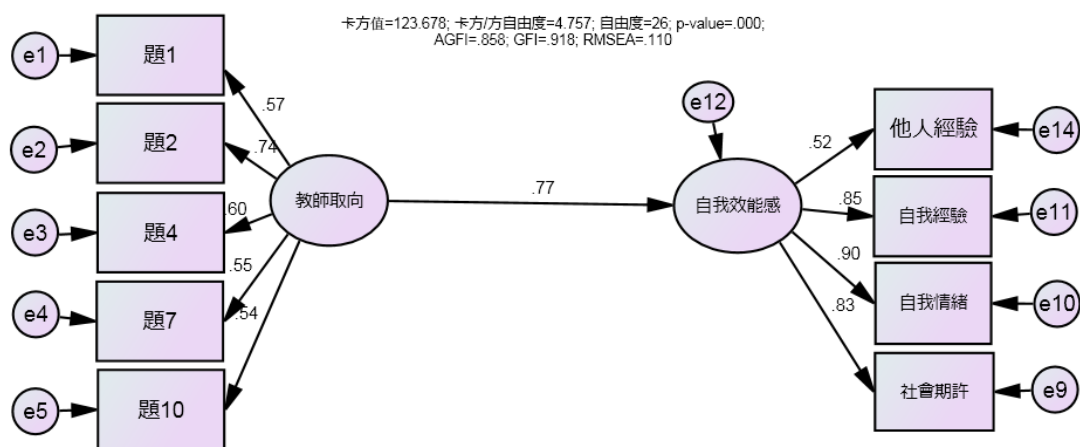 卡方值=123.678; 卡方/方自由度=4.757; 自由度=26; p-value=.000;
AGFI=.858; GFI=.918; RMSEA=.110
e1
題1
.57
e2
題2
.74
e3
題4
.60
e4
題7
.55
e5
題10
.54
教師取向
.77
e12
自我效能感
.52
他人經驗
e14
.85
自我經驗
e11
.90
自我情緒
e10
.83
社會期許
e9